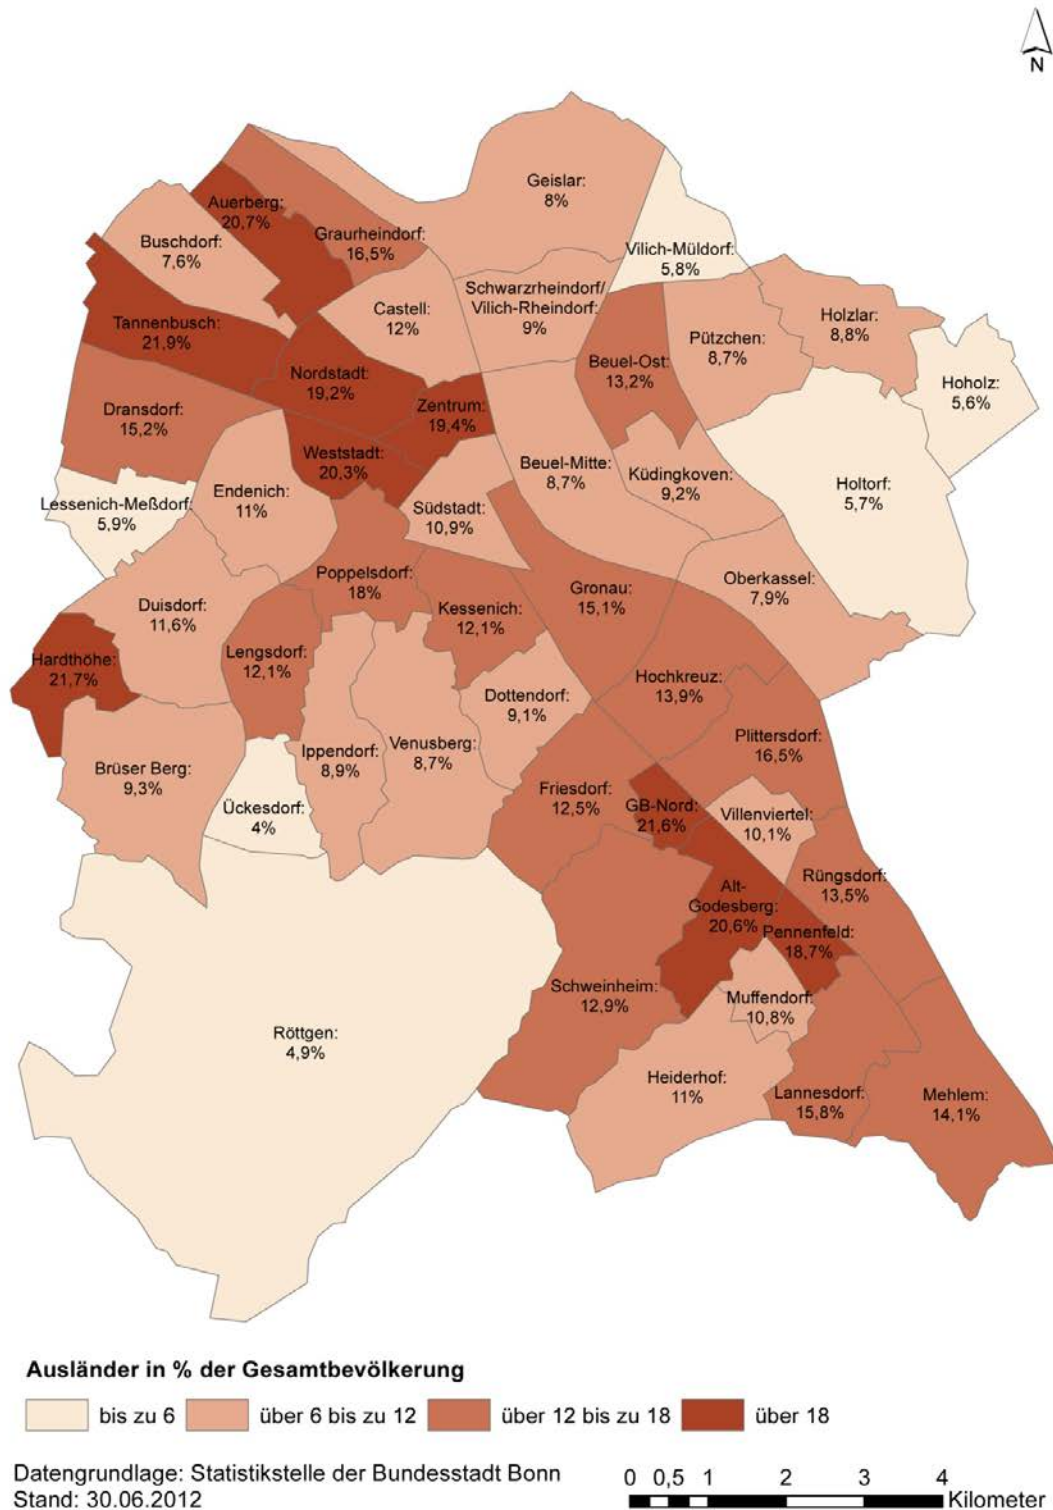 N
Geislar:
8%
Auerberg:
20,7%
Graurheindorf:
16,5%
Buschdorf:
7,6%
Vilich-Müldorf:
5,8%
Schwarzrheindorf/
Vilich-Rheindorf:
9%
Castell:
12%
Tannenbusch:
21,9%
Holzlar:
8,8%
Pützchen:
8,7%
Beuel-Ost:
13,2%
Nordstadt:
19,2%
Hoholz:
5,6%
Zentrum:
19,4%
Dransdorf:
15,2%
Weststadt:
20,3%
Beuel-Mitte:
8,7%
Küdingkoven:
9,2%
Holtorf:
5,7%
Endenich:
11%
Lessenich-Meßdorf:
5,9%
Südstadt:
10,9%
Poppelsdorf:
18%
Gronau:
15,1%
Oberkassel:
7,9%
Duisdorf:
11,6%
Kessenich:
12,1%
Lengsdorf:
12,1%
Hardthöhe:
21,7%
Hochkreuz:
13,9%
Dottendorf:
9,1%
Plittersdorf:
16,5%
Ippendorf:
8,9%
Venusberg:
8,7%
Brüser Berg:
9,3%
Friesdorf:
12,5%
GB-Nord:
21,6%
Villenviertel:
10,1%
Ückesdorf:
4%
Rüngsdorf:
13,5%
Alt-
Godesberg:
20,6%
Pennenfeld:
18,7%
Schweinheim:
12,9%
Muffendorf:
10,8%
Röttgen:
4,9%
Heiderhof:
11%
Lannesdorf:
15,8%
Mehlem:
14,1%
Ausländer in % der Gesamtbevölkerung
bis zu 6 über 6 bis zu 12 über 12 bis zu 18 über 18
Datengrundlage: Statistikstelle der Bundesstadt Bonn
Stand: 30.06.2012
0 0,5 1 2 3 4
Kilometer